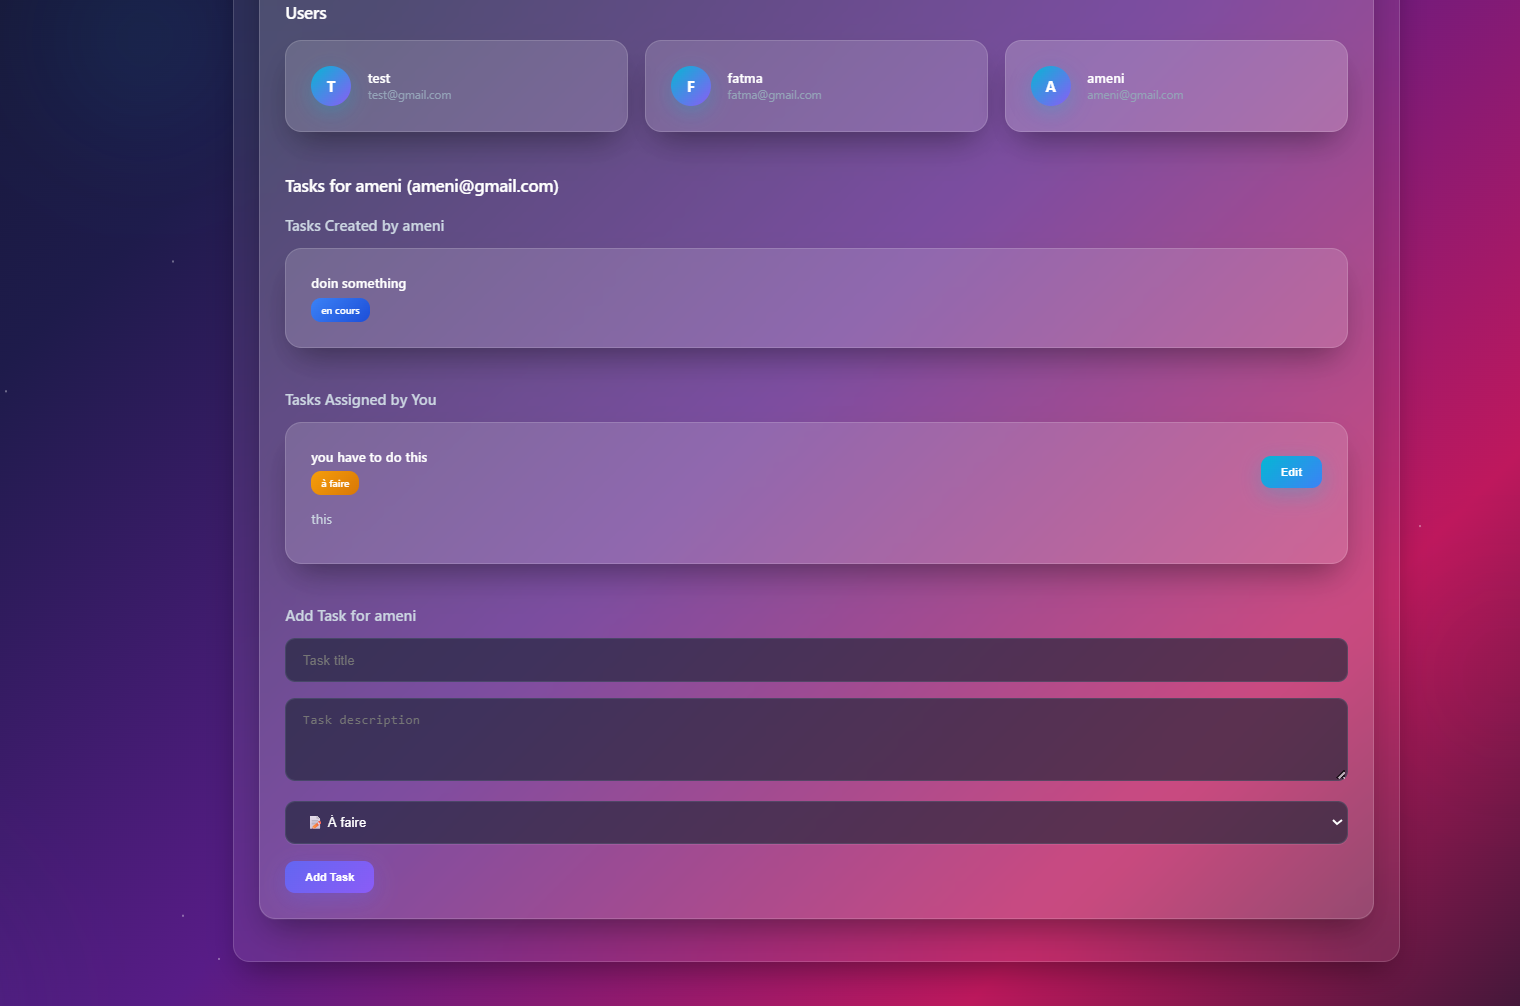 Users
T
test
test@gmail.com
F
fatma
fatma@gmail.com
A
ameni
ameni@gmail.com
Tasks for ameni (ameni@gmail.com)
Tasks Created by ameni
doin something
en cours
Tasks Assigned by You
you have to do this
à faire
Edit
this
Add Task for ameni
Task title
Task description
À faire
Add Task